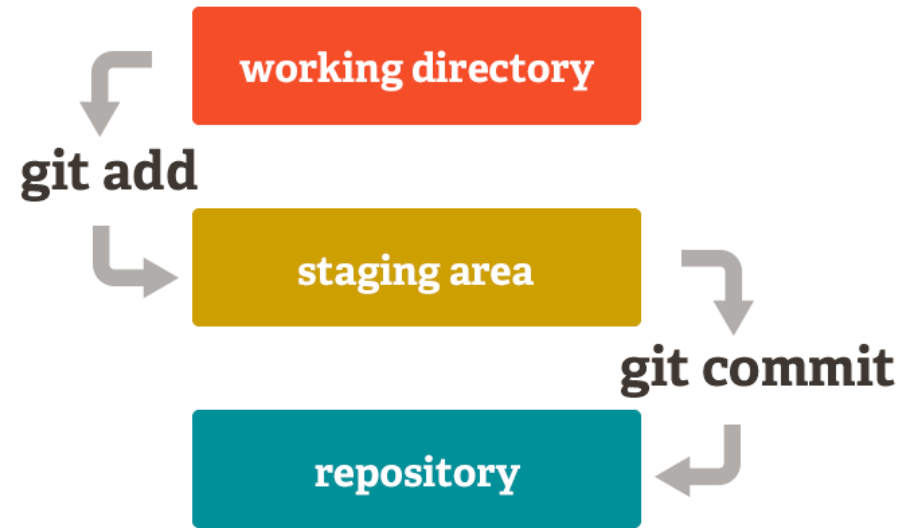 working directory
git add
staging area
git commit
repository